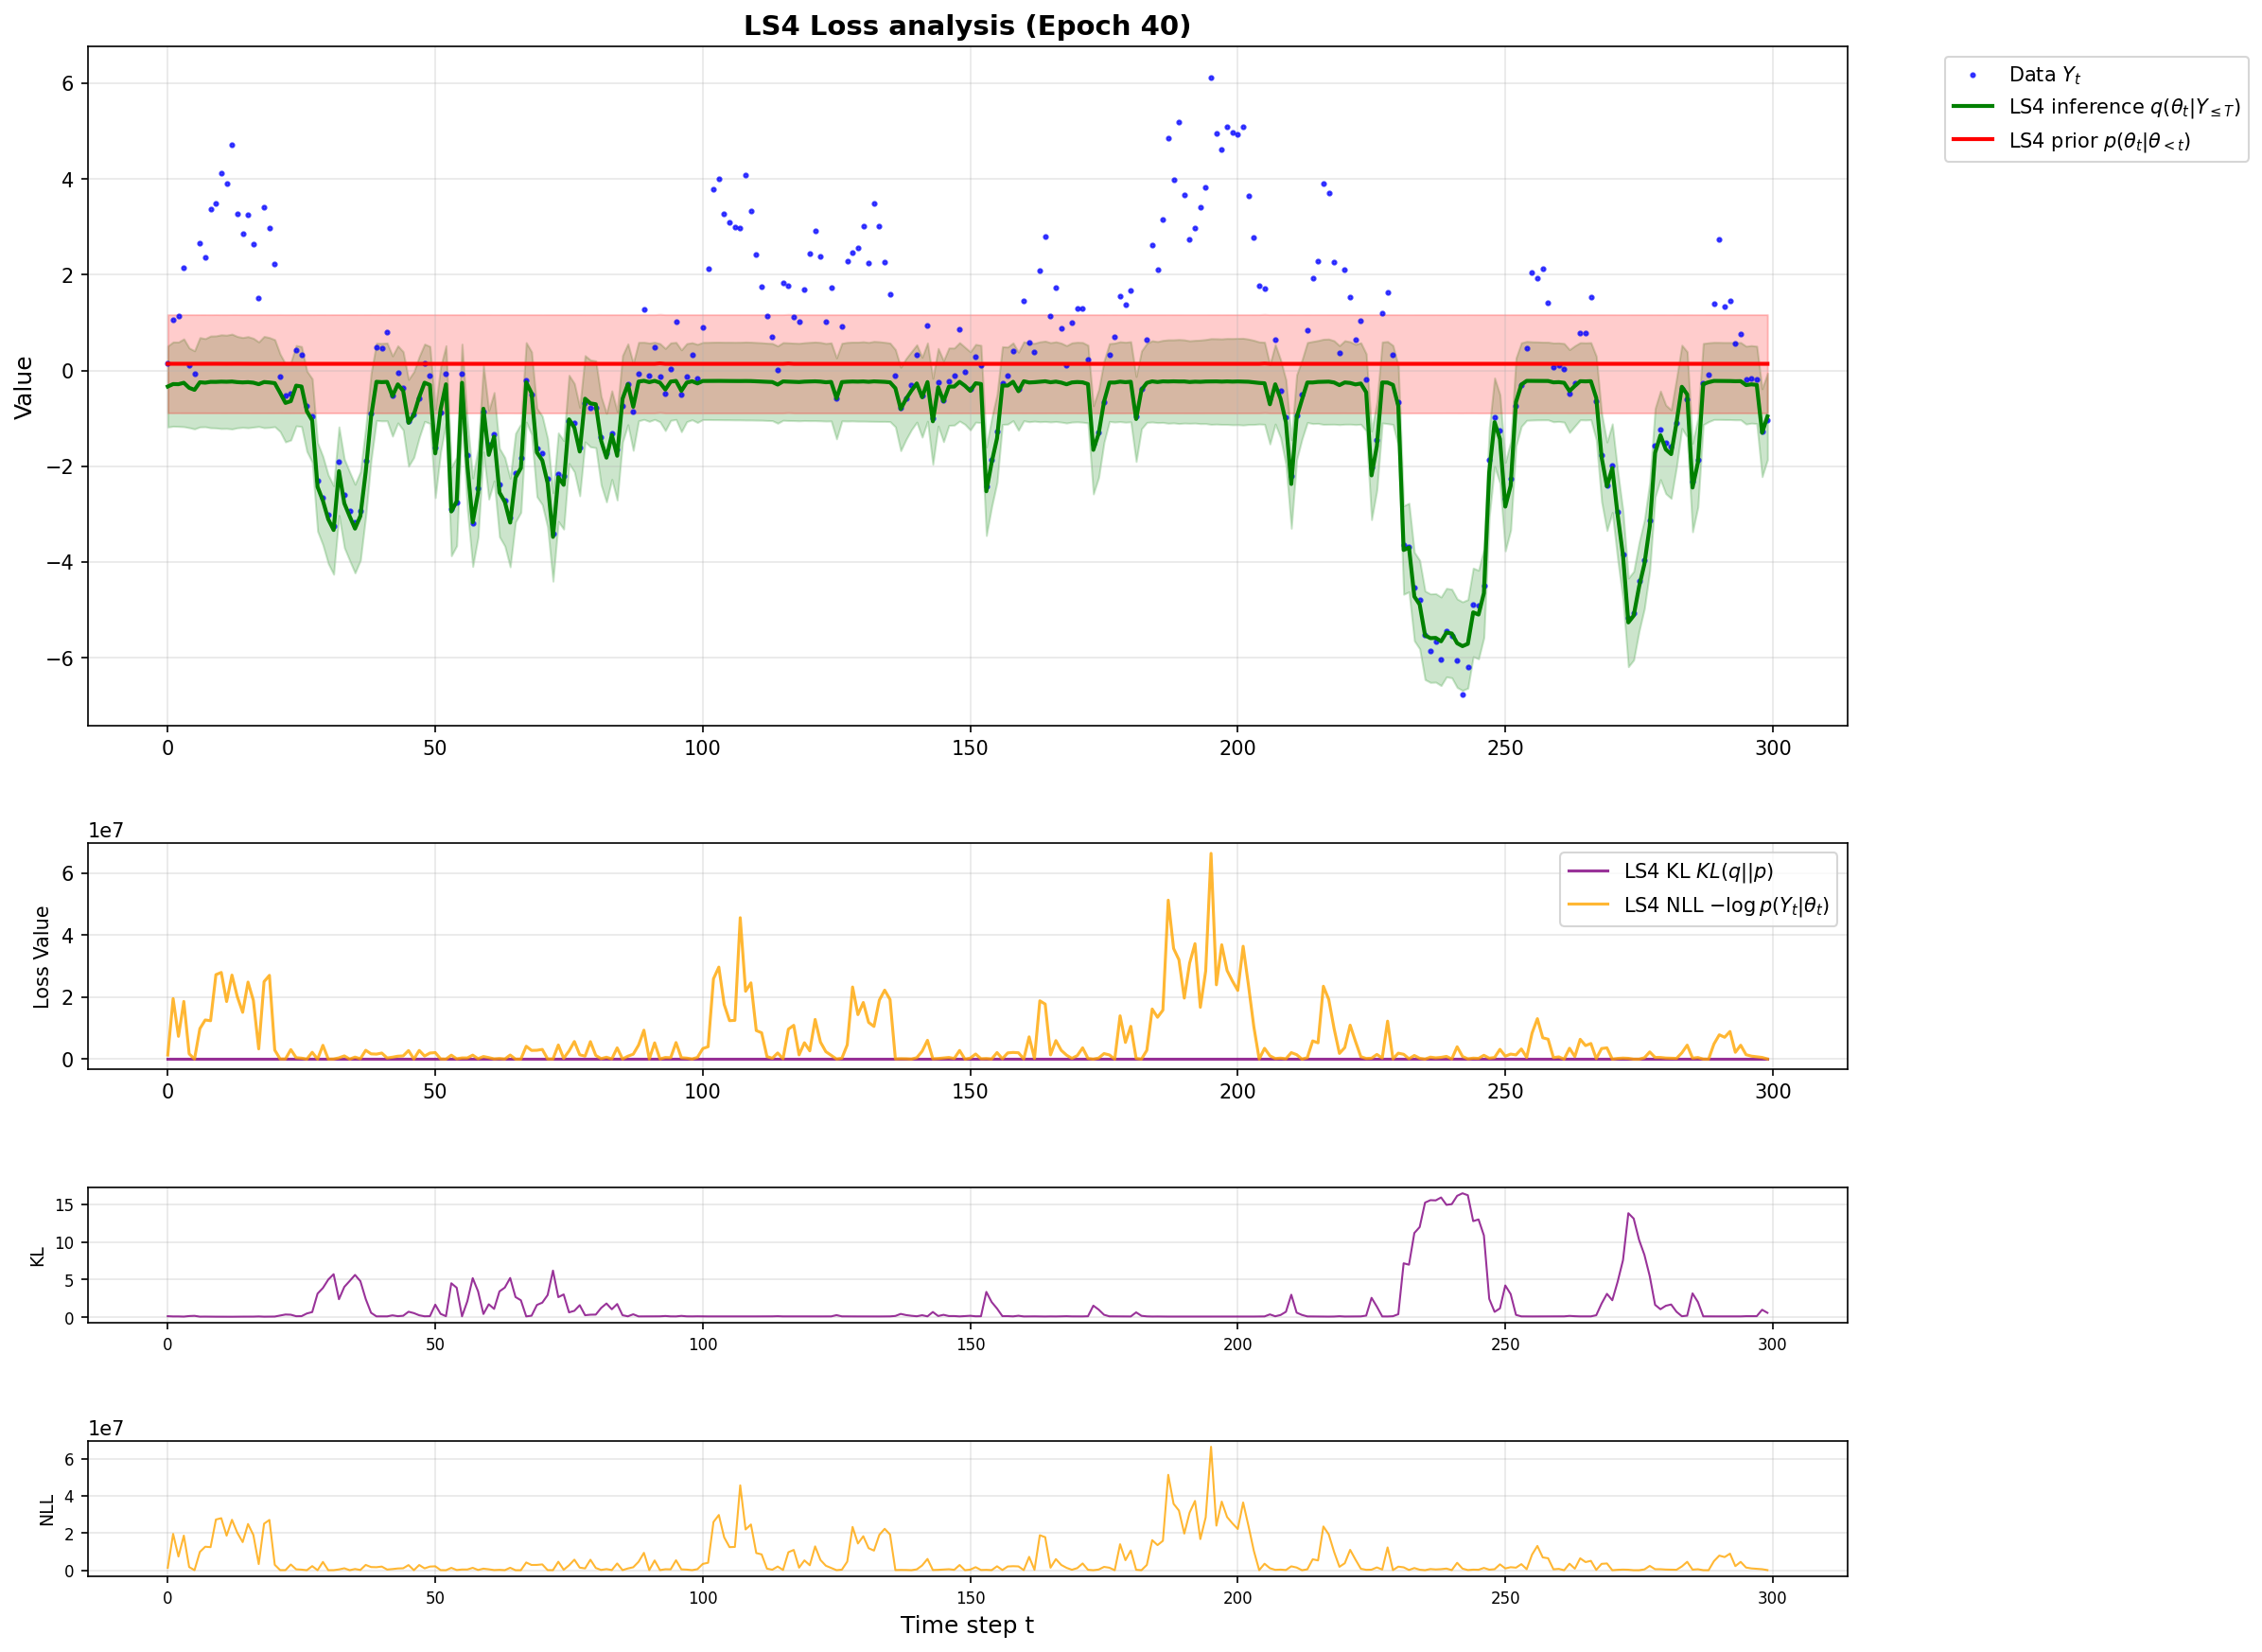 LS4 Loss analysis (Epoch 40)
Value
6
4
2
0
−2
−4
−6
0 50 100 150 200 250 300
Data Yₜ
LS4 inference q(θₜ|Y≤T)
LS4 prior p(θₜ|θ<t)
1e7
Loss Value
6
4
2
0
0 50 100 150 200 250 300
LS4 KL KL(q||p)
LS4 NLL −log p(Yₜ|θₜ)
KL
15
10
5
0
0 50 100 150 200 250 300
1e7
NLL
6
4
2
0
0 50 100 150 200 250 300
Time step t